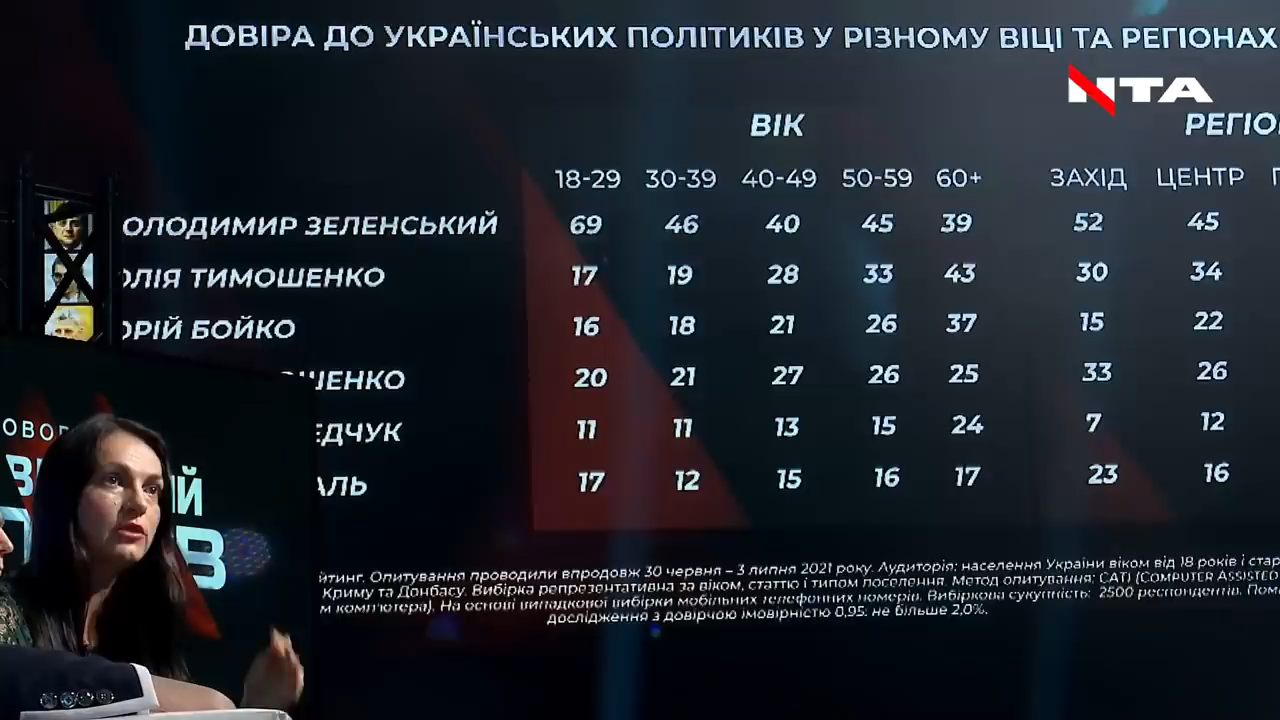 ДОВІРА ДО УКРАЇНСЬКИХ ПОЛІТИКІВ У РІЗНОМУ ВІЦІ ТА РЕГІОНАХ
NTA
ВІК РЕГІО
18-29 30-39 40-49 50-59 60+ ЗАХІД ЦЕНТР
ОЛОДИМИР ЗЕЛЕНСЬКИЙ 69 46 40 45 39 52 45
ЛІЯ ТИМОШЕНКО 17 19 28 33 43 30 34
РІЙ БОЙКО 16 18 21 26 37 15 22
ШЕНКО 20 21 27 26 25 33 26
ЕДЧУК 11 11 13 15 24 7 12
АЛЬ 17 12 15 16 17 23 16
йтинг. Опитування проводили впродовж 30 червня – 3 липня 2021 року. Аудиторія: населення України віком від 18 років і стар
Криму та Донбасу. Вибірка репрезентативна за віком, статтю і типом поселення. Метод опитування: CATI (COMPUTER ASSISTED
м комп'ютера). На основі випадкової вибірки мобільних телефонних номерів. Вибіркова сукупність: 2500 респондентів. Пом
дослідження з довірчою імовірністю 0,95: не більше 2,0%.